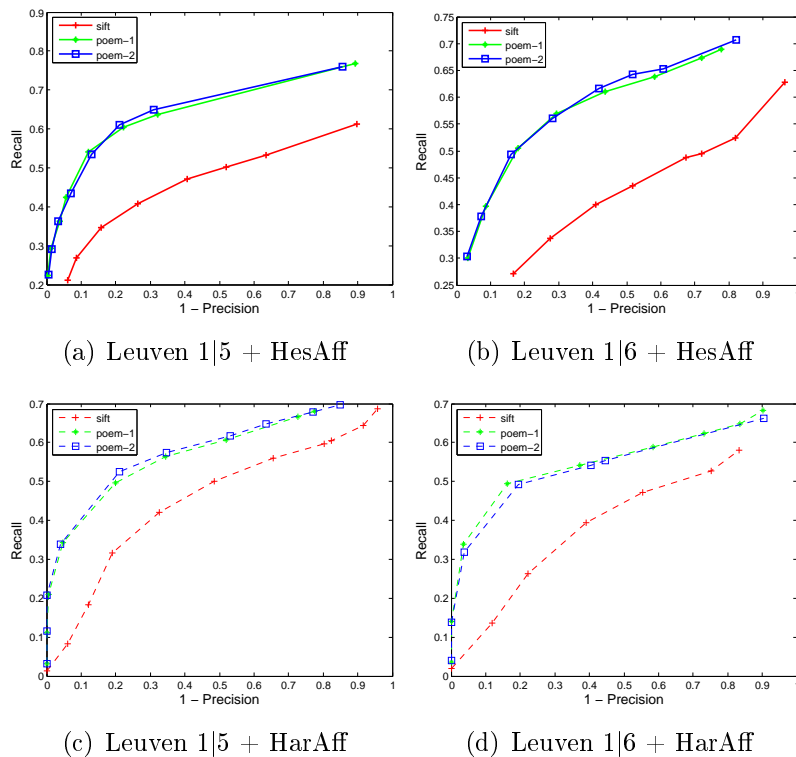 0.9
0.8
0.7
0.6
0.5
0.4
0.3
0.2
sift
poem−1
poem−2
Recall
0 0.1 0.2 0.3 0.4 0.5 0.6 0.7 0.8 0.9 1
1 − Precision
(a) Leuven 1|5 + HesAff
0.75
0.7
0.65
0.6
0.55
0.5
0.45
0.4
0.35
0.3
0.25
sift
poem−1
poem−2
Recall
0 0.1 0.2 0.3 0.4 0.5 0.6 0.7 0.8 0.9 1
1 − Precision
(b) Leuven 1|6 + HesAff
0.7
0.6
0.5
0.4
0.3
0.2
0.1
0
sift
poem−1
poem−2
Recall
0 0.1 0.2 0.3 0.4 0.5 0.6 0.7 0.8 0.9 1
1 − Precision
(c) Leuven 1|5 + HarAff
0.7
0.6
0.5
0.4
0.3
0.2
0.1
0
sift
poem−1
poem−2
Recall
0 0.1 0.2 0.3 0.4 0.5 0.6 0.7 0.8 0.9 1
1 − Precision
(d) Leuven 1|6 + HarAff